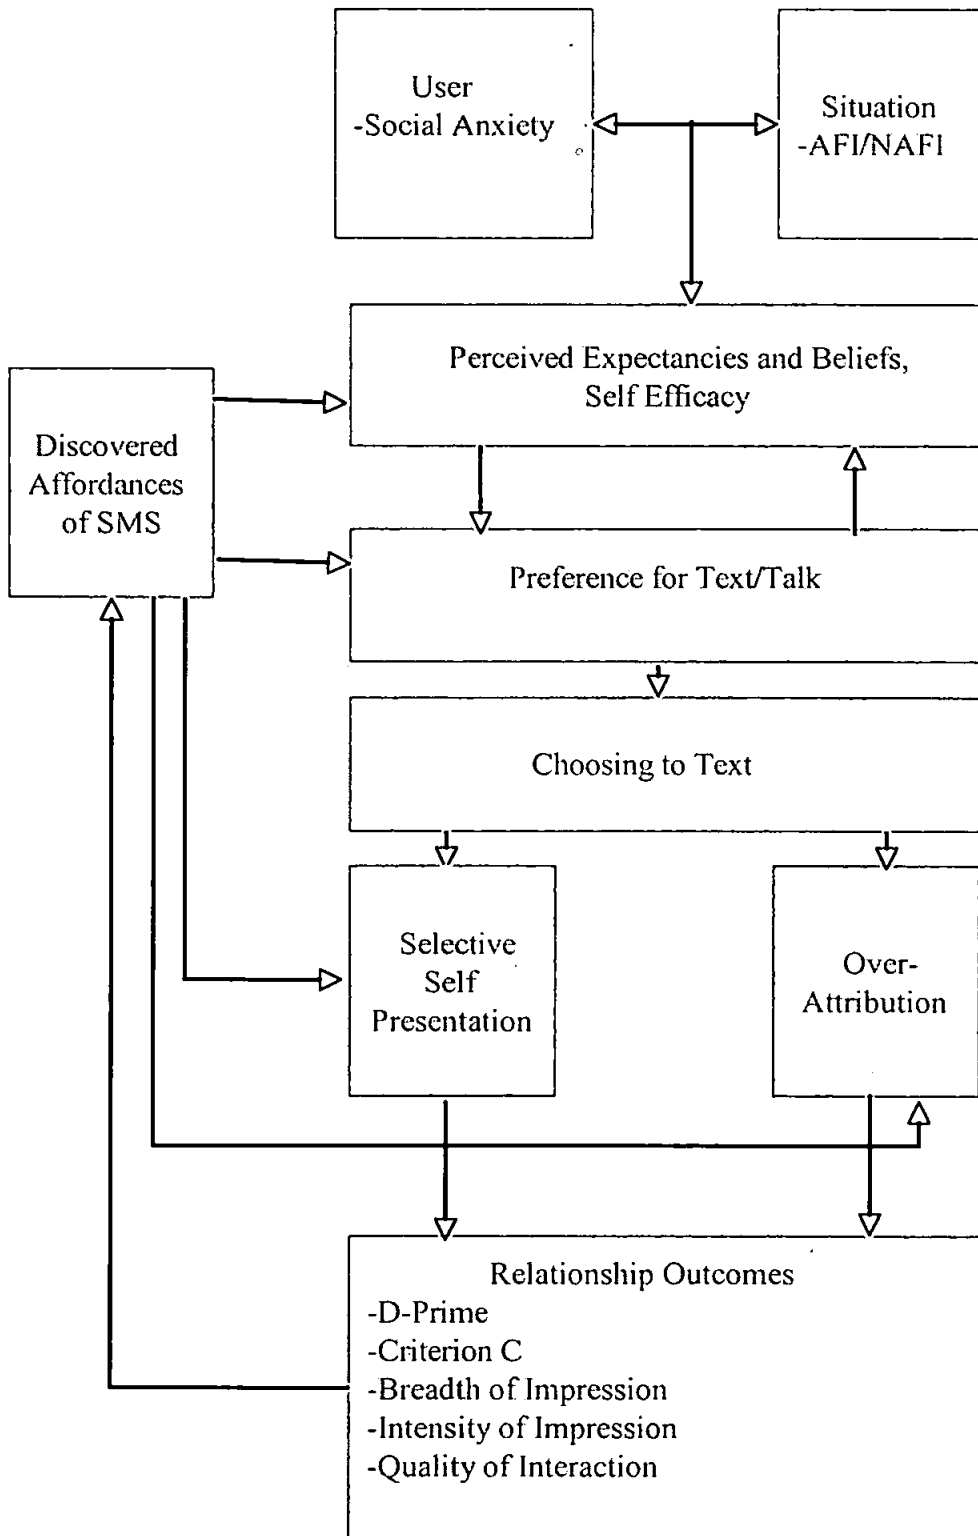 User
-Social Anxiety
Situation
-AFI/NAFI
Perceived Expectancies and Beliefs,
Self Efficacy
Discovered
Affordances
of SMS
Preference for Text/Talk
Choosing to Text
Selective
Self
Presentation
Over-
Attribution
Relationship Outcomes
-D-Prime
-Criterion C
-Breadth of Impression
-Intensity of Impression
-Quality of Interaction